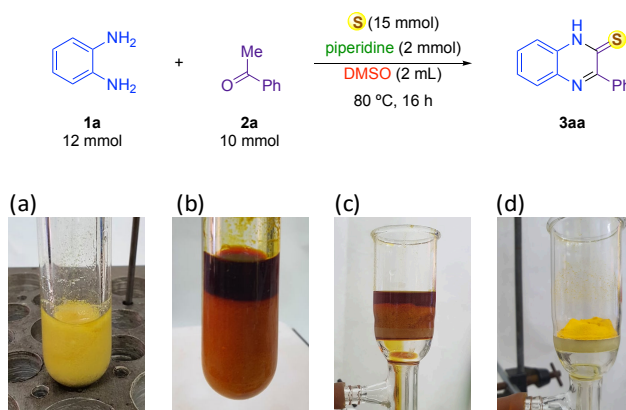 NH₂
NH₂
1a
12 mmol
+
Me
O
Ph
2a
10 mmol
S (15 mmol)
piperidine (2 mmol)
DMSO (2 mL)
80 ºC, 16 h
H
N
S
N
Ph
3aa
(a)
(b)
(c)
(d)